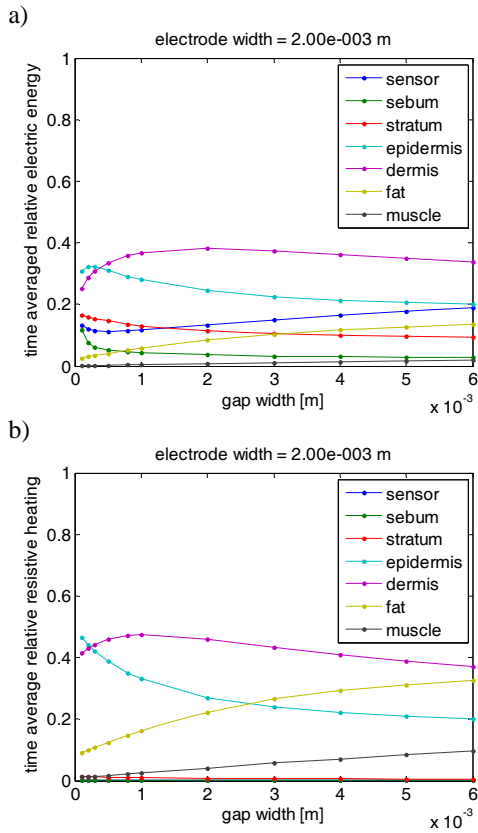 a)
electrode width = 2.00e-003 m
time averaged relative electric energy
1
0.8
0.6
0.4
0.2
0
sensor
sebum
stratum
epidermis
dermis
fat
muscle
0 1 2 3 4 5 6
gap width [m]
x 10⁻³
b)
electrode width = 2.00e-003 m
time average relative resistive heating
1
0.8
0.6
0.4
0.2
0
sensor
sebum
stratum
epidermis
dermis
fat
muscle
0 1 2 3 4 5 6
gap width [m]
x 10⁻³